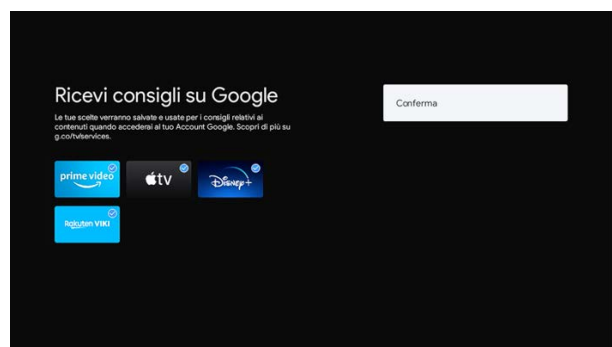 Ricevi consigli su Google
Le tue scelte verranno salvate e usate per i consigli relativi ai
contenuti quando accederai al tuo Account Google. Scopri di più su
g.co/tv/services.
Conferma
prime video
tv
Disney+
Rakuten VIKI